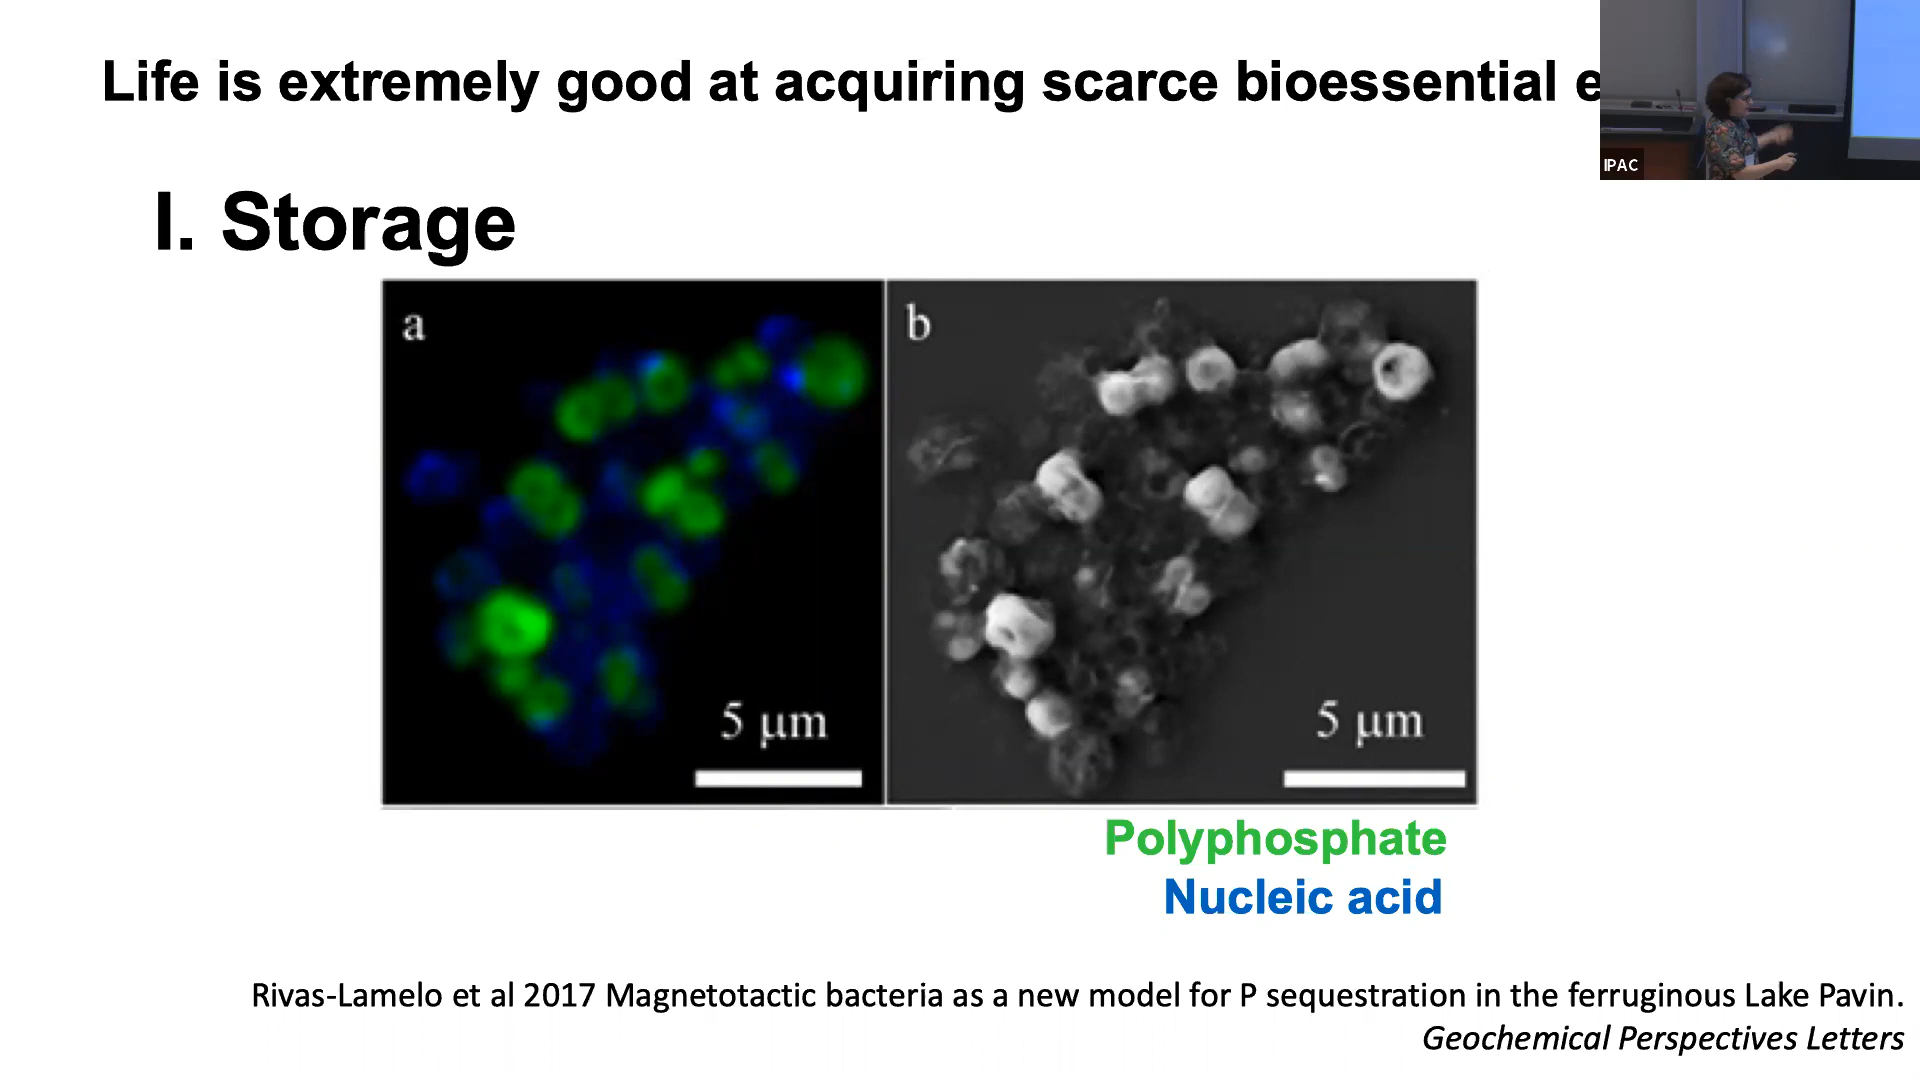 Life is extremely good at acquiring scarce bioessential e
IPAC
I. Storage
a
b
5 μm
5 μm
Polyphosphate
Nucleic acid
Rivas-Lamelo et al 2017 Magnetotactic bacteria as a new model for P sequestration in the ferruginous Lake Pavin.
Geochemical Perspectives Letters